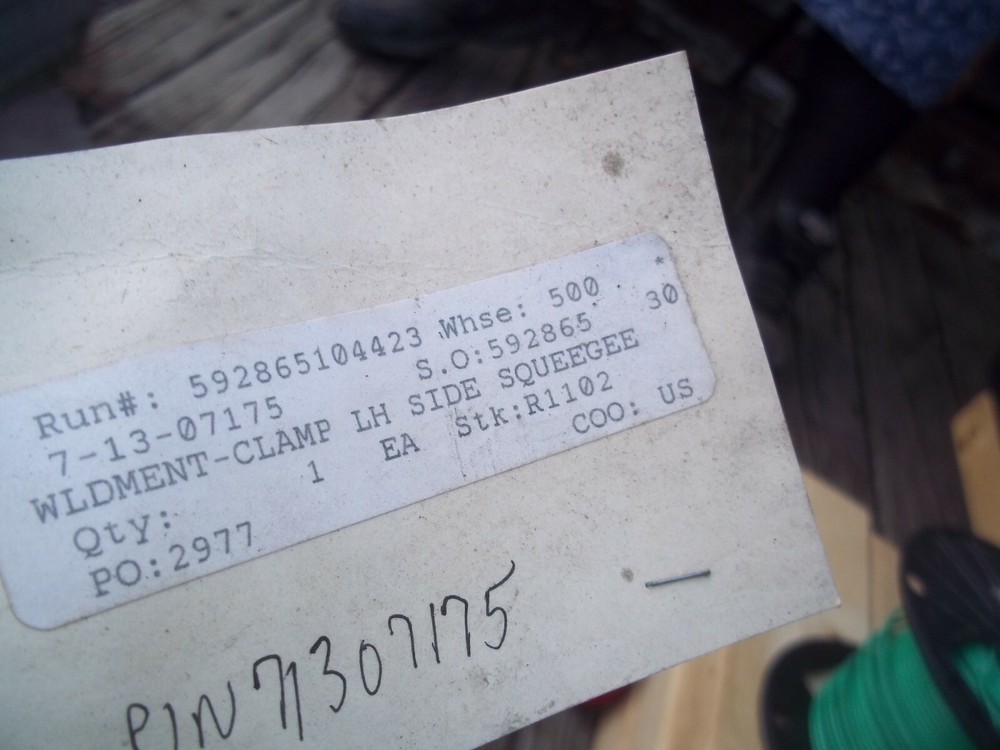 Run#: 592865104423 Whse: 500 *
7-13-07175 S.O:592865 30
WLDMENT-CLAMP LH SIDE SQUEEGEE
Qty: 1 EA Stk:R1102
PO:2977 COO: US
P/N 71307175